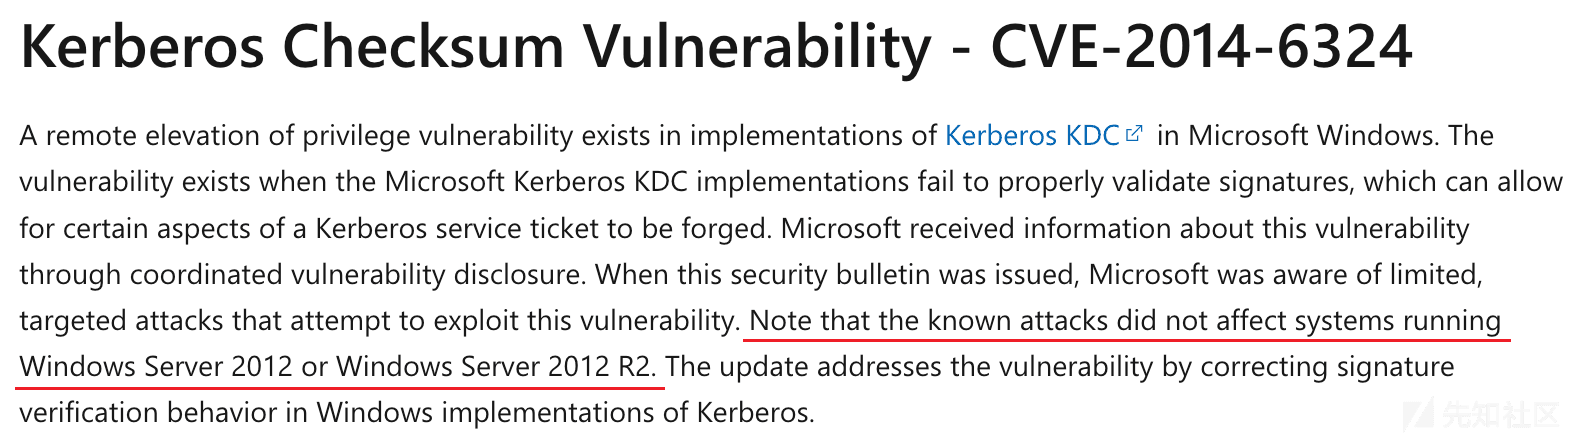 Kerberos Checksum Vulnerability - CVE-2014-6324
A remote elevation of privilege vulnerability exists in implementations of Kerberos KDC in Microsoft Windows. The
vulnerability exists when the Microsoft Kerberos KDC implementations fail to properly validate signatures, which can allow
for certain aspects of a Kerberos service ticket to be forged. Microsoft received information about this vulnerability
through coordinated vulnerability disclosure. When this security bulletin was issued, Microsoft was aware of limited,
targeted attacks that attempt to exploit this vulnerability. Note that the known attacks did not affect systems running
Windows Server 2012 or Windows Server 2012 R2. The update addresses the vulnerability by correcting signature
verification behavior in Windows implementations of Kerberos.
先知社区